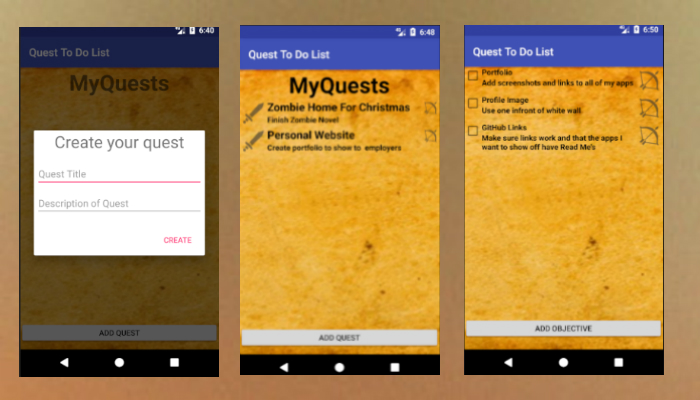 6:40
Quest To Do List
MyQuests
Create your quest
Quest Title
Description of Quest
CREATE
ADD QUEST
6:48
Quest To Do List
MyQuests
Zombie Home For Christmas
Finish Zombie Novel
Personal Website
Create portfolio to show to employers
ADD QUEST
6:50
Quest To Do List
Portfolio
Add screenshots and links to all of my apps
Profile Image
Use one infront of white wall
GitHub Links
Make sure links work and that the apps I
want to show off have Read Me's
ADD OBJECTIVE